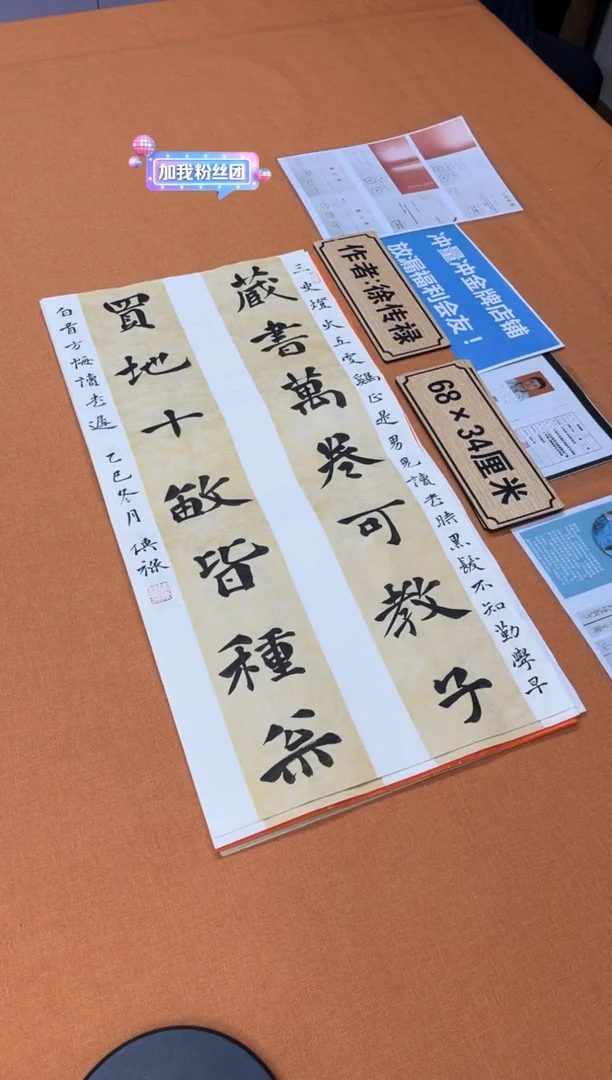 加我粉丝团
冲量冲金牌店铺
放漏福利会友！
作者:徐传禄
68×34厘米
三更燈火五更鷄正是男兒讀書時黑髮不知勤學早
藏書萬卷可教子
買地十畝皆種枀
白首方悔讀書遲 乙巳冬月 傳祿